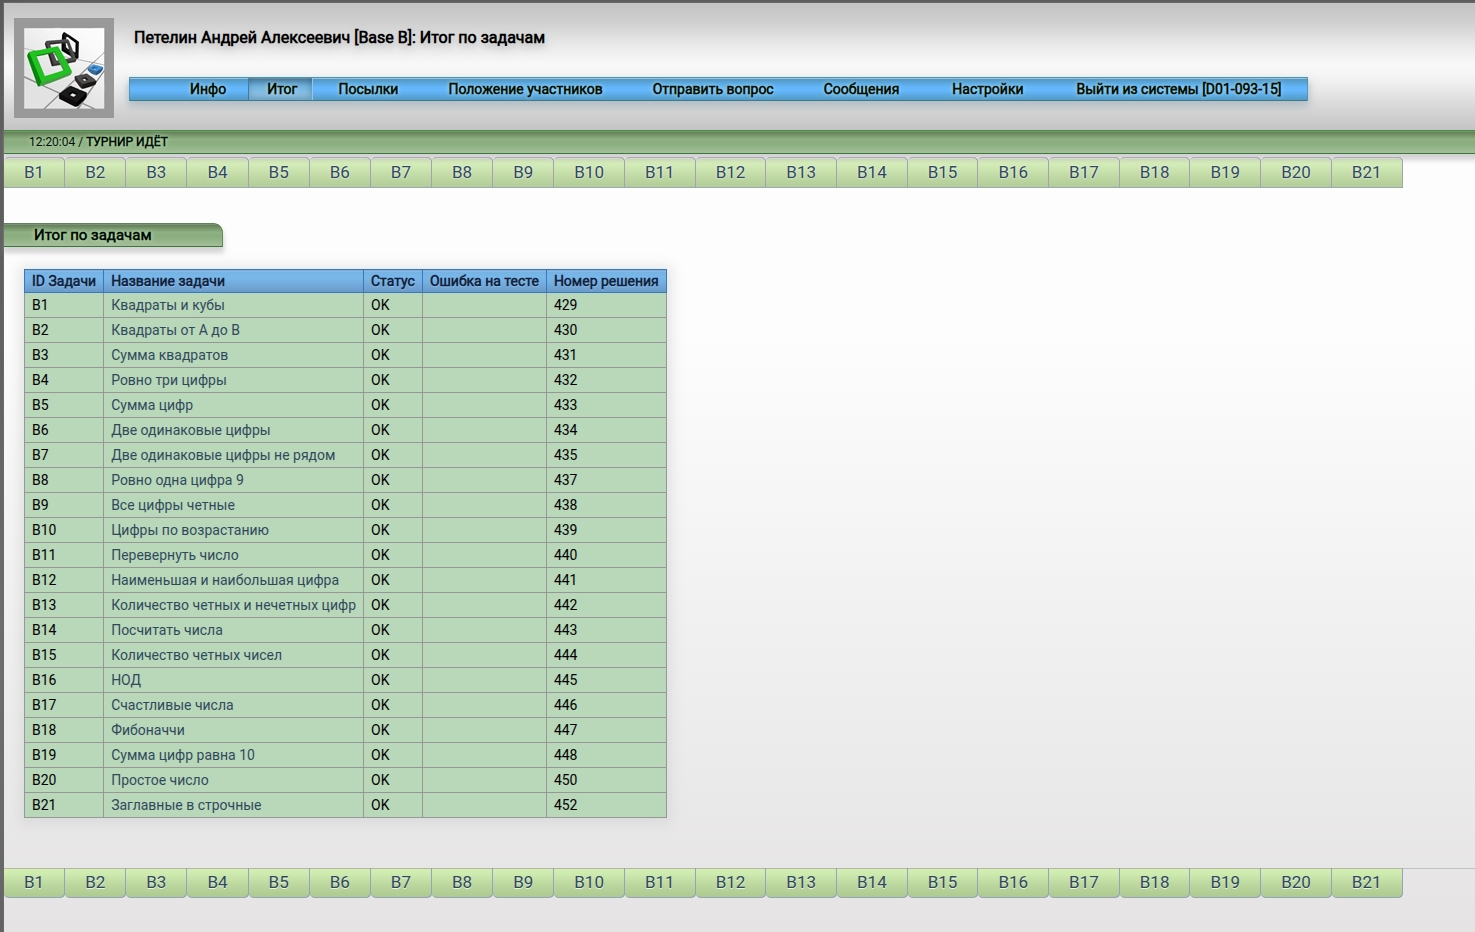 Петелин Андрей Алексеевич [Base B]: Итог по задачам
Инфо Итог Посылки Положение участников Отправить вопрос Сообщения Настройки Выйти из системы [D01-093-15]
12:20:04 / ТУРНИР ИДЁТ
B1 B2 B3 B4 B5 B6 B7 B8 B9 B10 B11 B12 B13 B14 B15 B16 B17 B18 B19 B20 B21
Итог по задачам
ID Задачи Название задачи Статус Ошибка на тесте Номер решения
B1 Квадраты и кубы OK 429
B2 Квадраты от A до B OK 430
B3 Сумма квадратов OK 431
B4 Ровно три цифры OK 432
B5 Сумма цифр OK 433
B6 Две одинаковые цифры OK 434
B7 Две одинаковые цифры не рядом OK 435
B8 Ровно одна цифра 9 OK 437
B9 Все цифры четные OK 438
B10 Цифры по возрастанию OK 439
B11 Перевернуть число OK 440
B12 Наименьшая и наибольшая цифра OK 441
B13 Количество четных и нечетных цифр OK 442
B14 Посчитать числа OK 443
B15 Количество четных чисел OK 444
B16 НОД OK 445
B17 Счастливые числа OK 446
B18 Фибоначчи OK 447
B19 Сумма цифр равна 10 OK 448
B20 Простое число OK 450
B21 Заглавные в строчные OK 452
B1 B2 B3 B4 B5 B6 B7 B8 B9 B10 B11 B12 B13 B14 B15 B16 B17 B18 B19 B20 B21